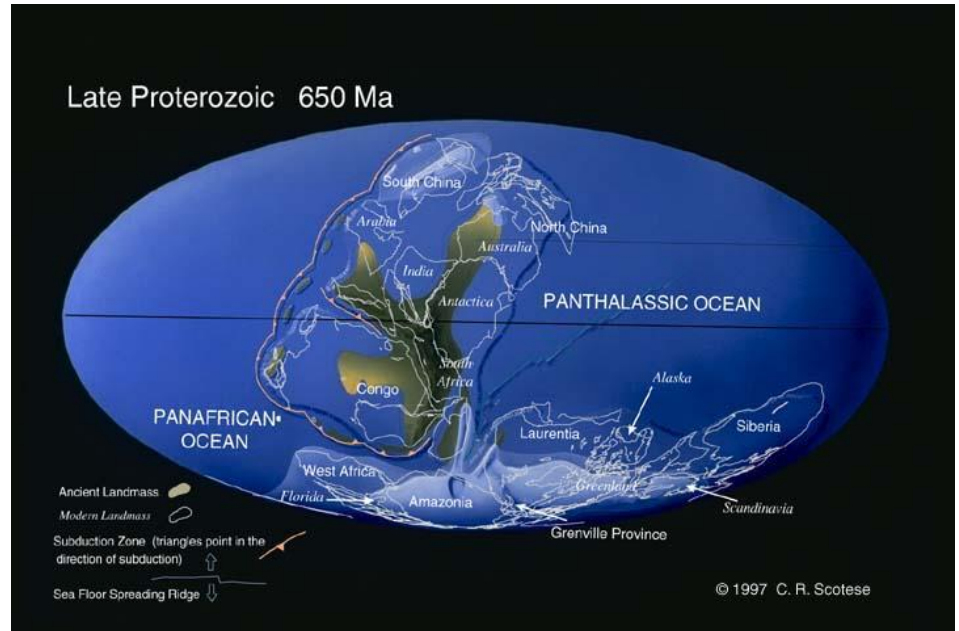 Late Proterozoic 650 Ma
South China
Arabia
North China
Australia
India
Antactica
PANTHALASSIC OCEAN
South
Africa
Congo
Alaska
PANAFRICAN
OCEAN
Laurentia
Siberia
West Africa
Greenland
Florida
Amazonia
Scandinavia
Grenville Province
Ancient Landmass
Modern Landmass
Subduction Zone (triangles point in the
direction of subduction)
Sea Floor Spreading Ridge
© 1997 C. R. Scotese